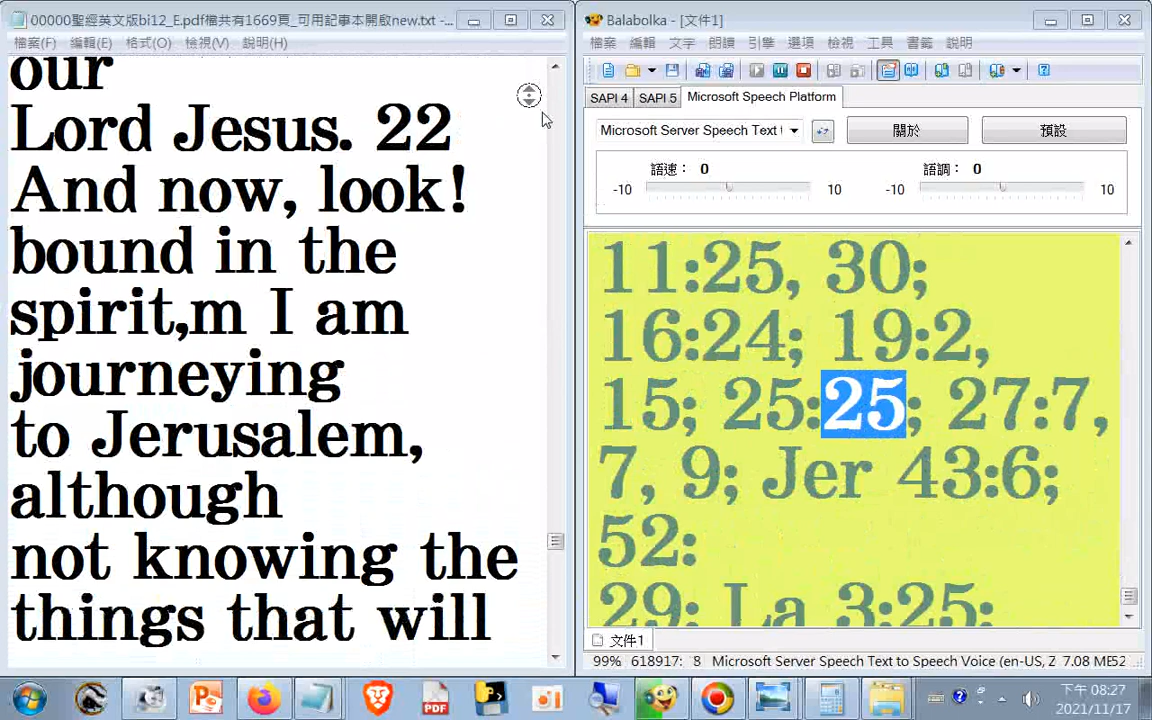 00000聖經英文版bi12_E.pdf檔共有1669頁_可用記事本開啟new.txt -...
檔案(F) 編輯(E) 格式(O) 檢視(V) 說明(H)
our
Lord Jesus. 22
And now, look!
bound in the
spirit,m I am
journeying
to Jerusalem,
although
not knowing the
things that will
Balabolka - [文件1]
檔案 編輯 文字 朗讀 引擎 選項 檢視 工具 書籤 說明
SAPI 4 SAPI 5 Microsoft Speech Platform
Microsoft Server Speech Text 關於 預設
語速： 0 語調： 0
-10 10 -10 10
11:25, 30;
16:24; 19:2,
15; 25:25; 27:7,
7, 9; Jer 43:6;
52:
29; La 3:25;
文件1
99% 618917: 8 Microsoft Server Speech Text to Speech Voice (en-US, Z 7.08 ME52
PDF
下午 08:27
2021/11/17